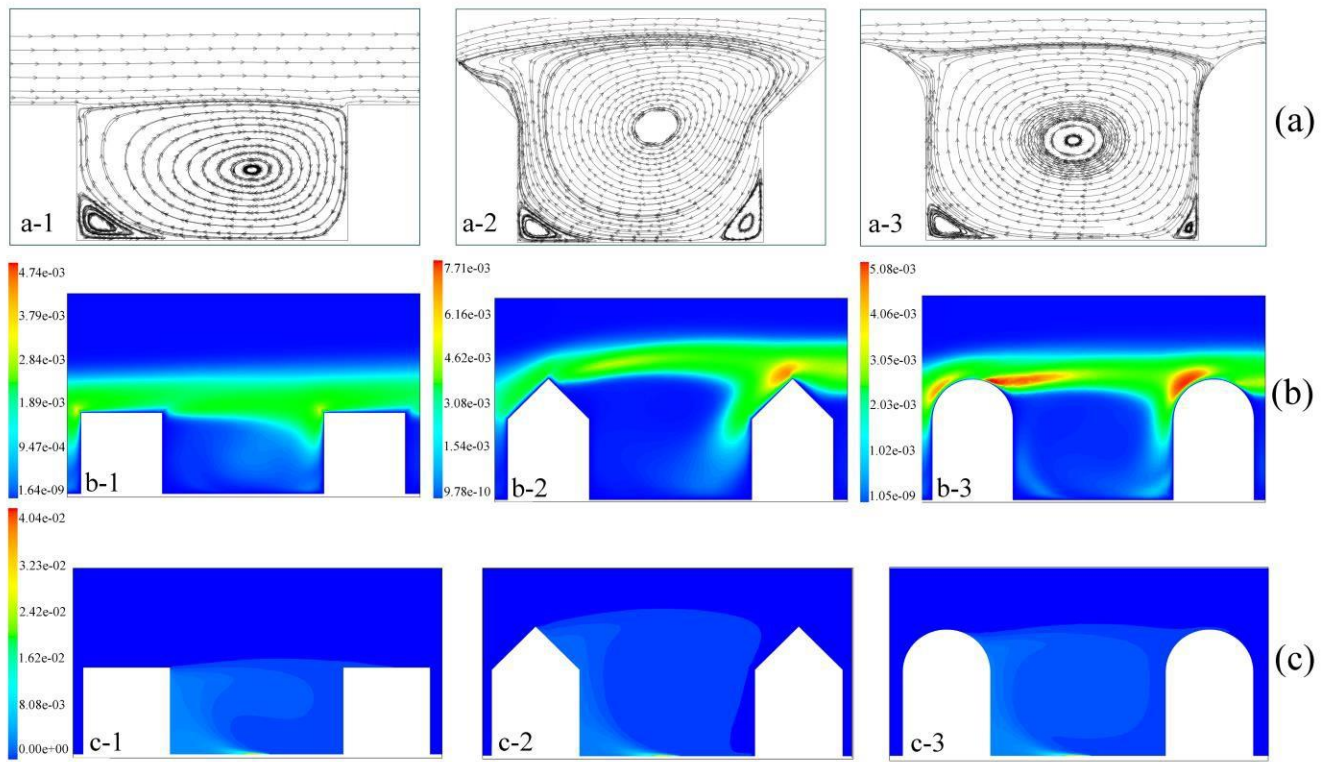 a-1
a-2
a-3
(a)
4.74e-03
3.79e-03
2.84e-03
1.89e-03
9.47e-04
1.64e-09
b-1
7.71e-03
6.16e-03
4.62e-03
3.08e-03
1.54e-03
9.78e-10
b-2
5.08e-03
4.06e-03
3.05e-03
2.03e-03
1.02e-03
1.05e-09
b-3
(b)
4.04e-02
3.23e-02
2.42e-02
1.62e-02
8.08e-03
0.00e+00
c-1
c-2
c-3
(c)